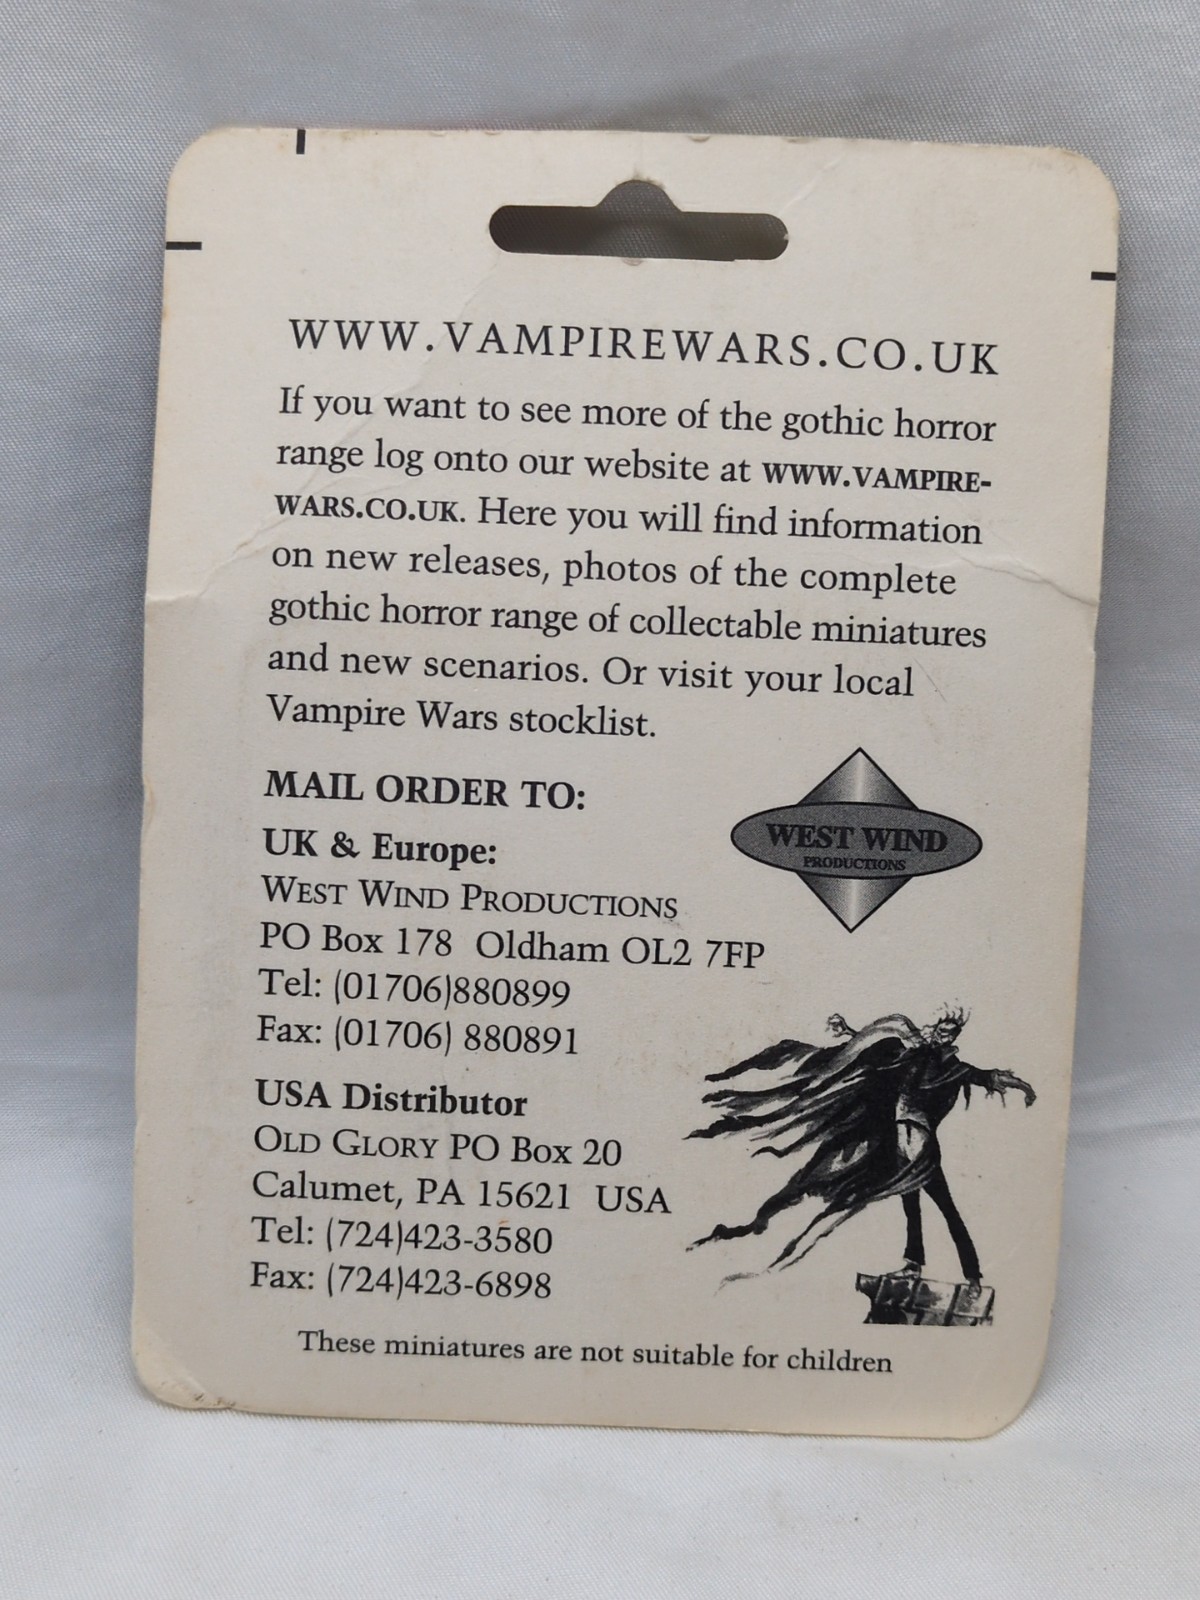 WWW.VAMPIREWARS.CO.UK
If you want to see more of the gothic horror
range log onto our website at WWW.VAMPIRE-
WARS.CO.UK. Here you will find information
on new releases, photos of the complete
gothic horror range of collectable miniatures
and new scenarios. Or visit your local
Vampire Wars stocklist.
MAIL ORDER TO:
UK & Europe:
WEST WIND PRODUCTIONS
PO Box 178 Oldham OL2 7FP
Tel: (01706)880899
Fax: (01706) 880891
WEST WIND
PRODUCTIONS
USA Distributor
OLD GLORY PO Box 20
Calumet, PA 15621 USA
Tel: (724)423-3580
Fax: (724)423-6898
These miniatures are not suitable for children